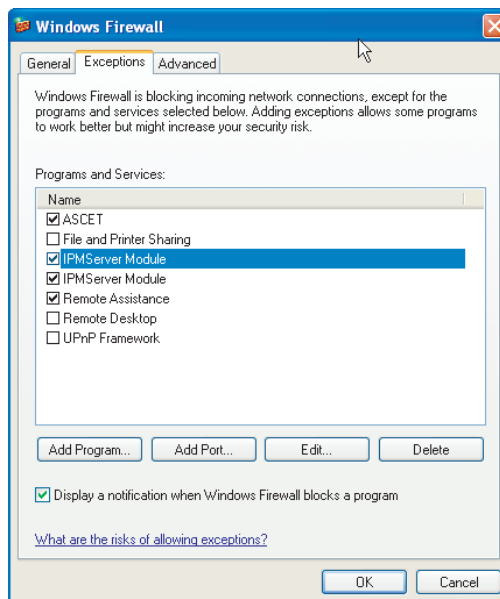 Windows Firewall
General Exceptions Advanced
Windows Firewall is blocking incoming network connections, except for the
programs and services selected below. Adding exceptions allows some programs
to work better but might increase your security risk.
Programs and Services:
Name
ASCET
File and Printer Sharing
IPMServer Module
IPMServer Module
Remote Assistance
Remote Desktop
UPnP Framework
Add Program... Add Port... Edit... Delete
Display a notification when Windows Firewall blocks a program
What are the risks of allowing exceptions?
OK Cancel